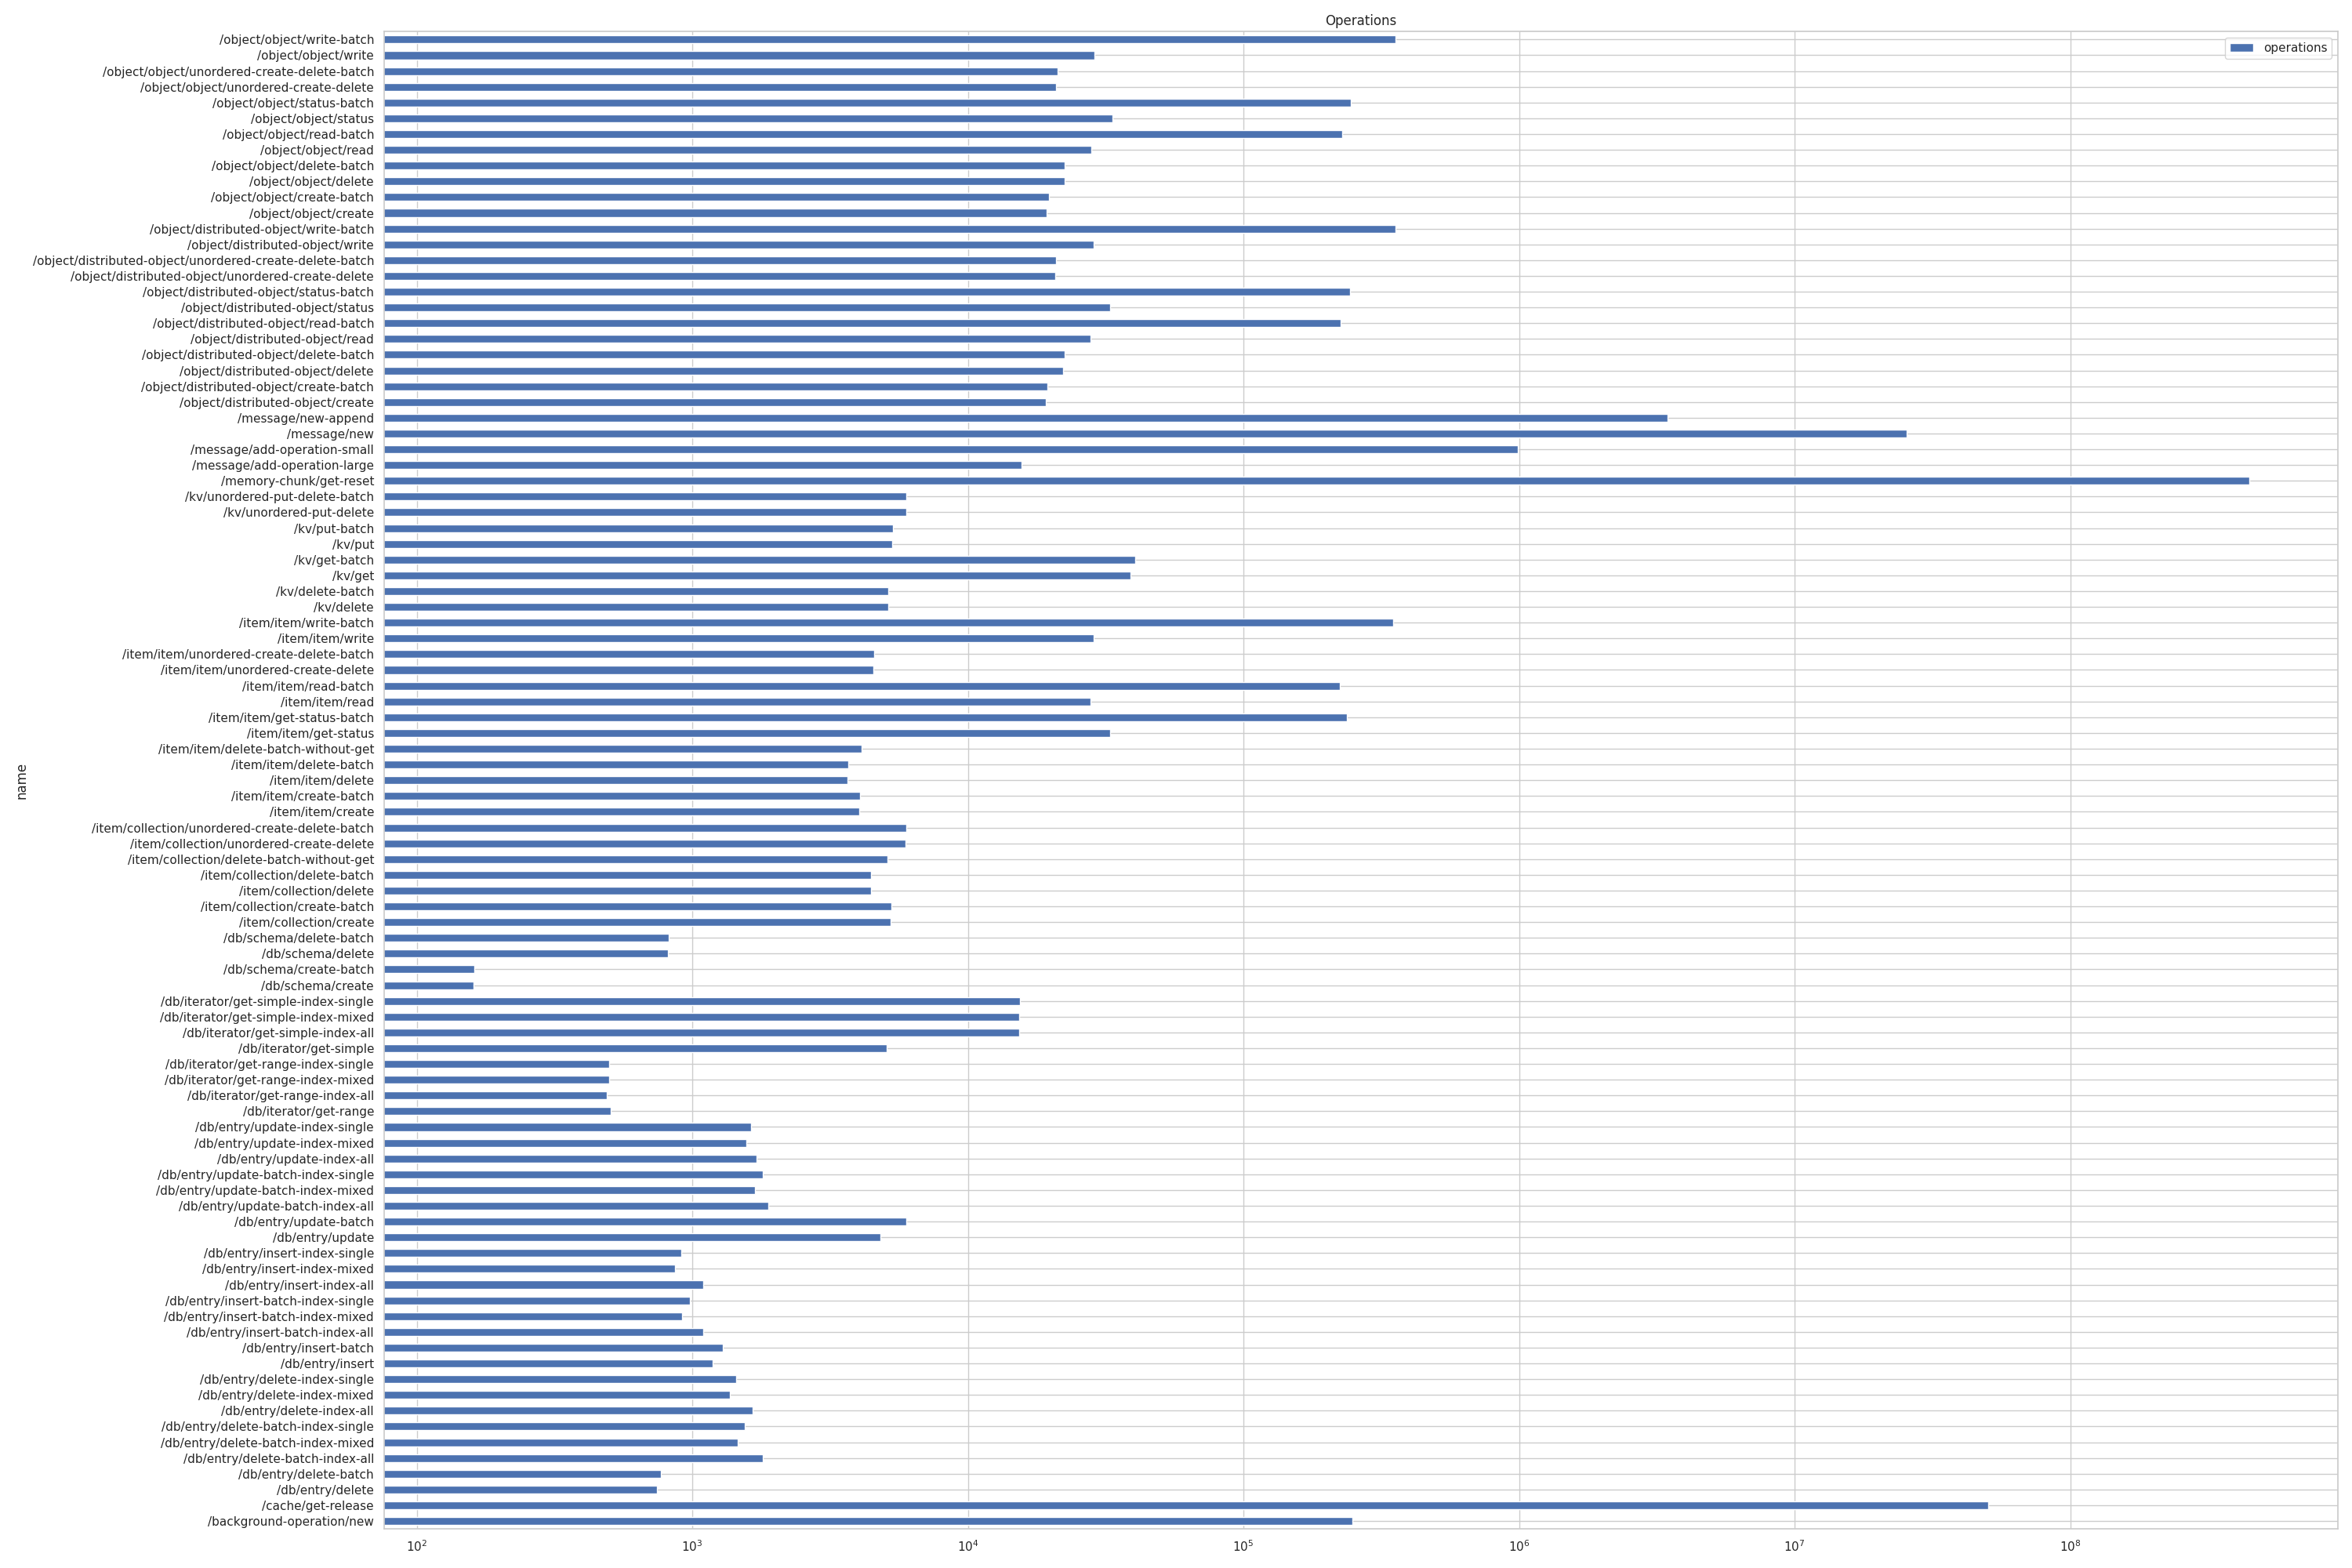 Operations
operations
name
/object/object/write-batch
/object/object/write
/object/object/unordered-create-delete-batch
/object/object/unordered-create-delete
/object/object/status-batch
/object/object/status
/object/object/read-batch
/object/object/read
/object/object/delete-batch
/object/object/delete
/object/object/create-batch
/object/object/create
/object/distributed-object/write-batch
/object/distributed-object/write
/object/distributed-object/unordered-create-delete-batch
/object/distributed-object/unordered-create-delete
/object/distributed-object/status-batch
/object/distributed-object/status
/object/distributed-object/read-batch
/object/distributed-object/read
/object/distributed-object/delete-batch
/object/distributed-object/delete
/object/distributed-object/create-batch
/object/distributed-object/create
/message/new-append
/message/new
/message/add-operation-small
/message/add-operation-large
/memory-chunk/get-reset
/kv/unordered-put-delete-batch
/kv/unordered-put-delete
/kv/put-batch
/kv/put
/kv/get-batch
/kv/get
/kv/delete-batch
/kv/delete
/item/item/write-batch
/item/item/write
/item/item/unordered-create-delete-batch
/item/item/unordered-create-delete
/item/item/read-batch
/item/item/read
/item/item/get-status-batch
/item/item/get-status
/item/item/delete-batch-without-get
/item/item/delete-batch
/item/item/delete
/item/item/create-batch
/item/item/create
/item/collection/unordered-create-delete-batch
/item/collection/unordered-create-delete
/item/collection/delete-batch-without-get
/item/collection/delete-batch
/item/collection/delete
/item/collection/create-batch
/item/collection/create
/db/schema/delete-batch
/db/schema/delete
/db/schema/create-batch
/db/schema/create
/db/iterator/get-simple-index-single
/db/iterator/get-simple-index-mixed
/db/iterator/get-simple-index-all
/db/iterator/get-simple
/db/iterator/get-range-index-single
/db/iterator/get-range-index-mixed
/db/iterator/get-range-index-all
/db/iterator/get-range
/db/entry/update-index-single
/db/entry/update-index-mixed
/db/entry/update-index-all
/db/entry/update-batch-index-single
/db/entry/update-batch-index-mixed
/db/entry/update-batch-index-all
/db/entry/update-batch
/db/entry/update
/db/entry/insert-index-single
/db/entry/insert-index-mixed
/db/entry/insert-index-all
/db/entry/insert-batch-index-single
/db/entry/insert-batch-index-mixed
/db/entry/insert-batch-index-all
/db/entry/insert-batch
/db/entry/insert
/db/entry/delete-index-single
/db/entry/delete-index-mixed
/db/entry/delete-index-all
/db/entry/delete-batch-index-single
/db/entry/delete-batch-index-mixed
/db/entry/delete-batch-index-all
/db/entry/delete-batch
/db/entry/delete
/cache/get-release
/background-operation/new
10² 10³ 10⁴ 10⁵ 10⁶ 10⁷ 10⁸